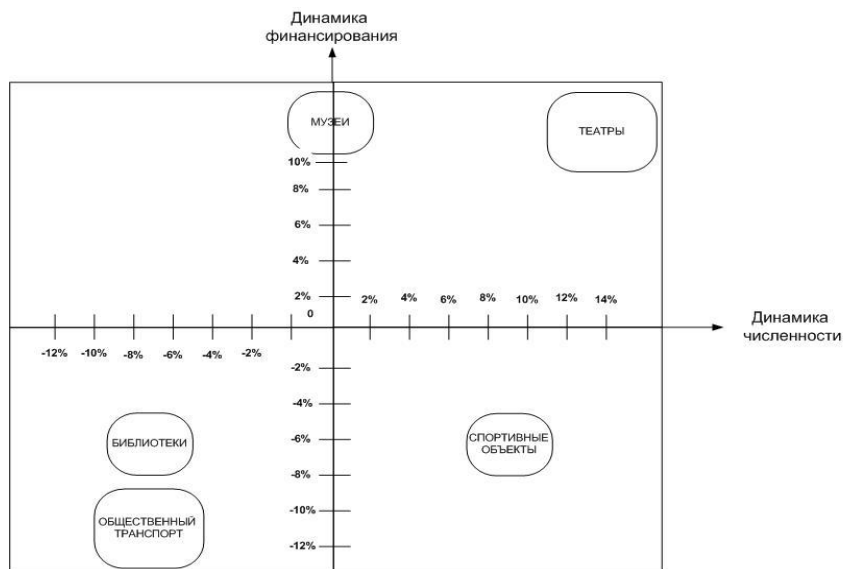 Динамика
финансирования
МУЗЕИ
ТЕАТРЫ
10%
8%
6%
4%
2%
0
2%
4%
6%
8%
10%
12%
14%
Динамика
численности
-12%
-10%
-8%
-6%
-4%
-2%
-2%
-4%
-6%
-8%
-10%
-12%
БИБЛИОТЕКИ
СПОРТИВНЫЕ
ОБЪЕКТЫ
ОБЩЕСТВЕННЫЙ
ТРАНСПОРТ